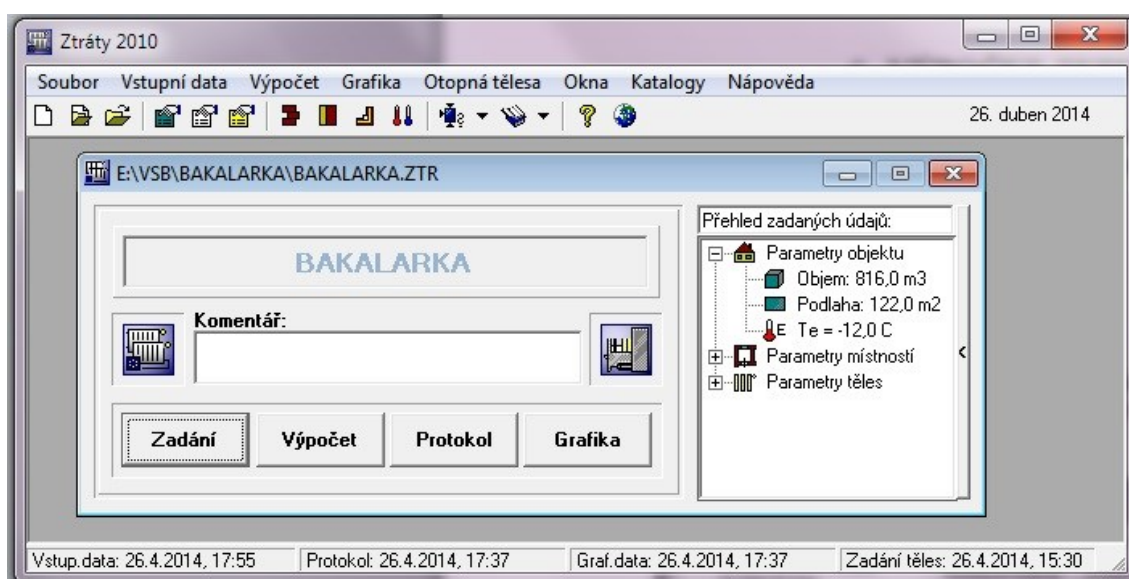 Ztráty 2010
Soubor Vstupní data Výpočet Grafika Otopná tělesa Okna Katalogy Nápověda
26. duben 2014
E:\VSB\BAKALARKA\BAKALARKA.ZTR
BAKALARKA
Komentář:
Zadání Výpočet Protokol Grafika
Přehled zadaných údajů:
Parametry objektu
Objem: 816,0 m3
Podlaha: 122,0 m2
E Te = -12,0 C
Parametry místností
Parametry těles
Vstup.data: 26.4.2014, 17:55 Protokol: 26.4.2014, 17:37 Graf.data: 26.4.2014, 17:37 Zadání těles: 26.4.2014, 15:30